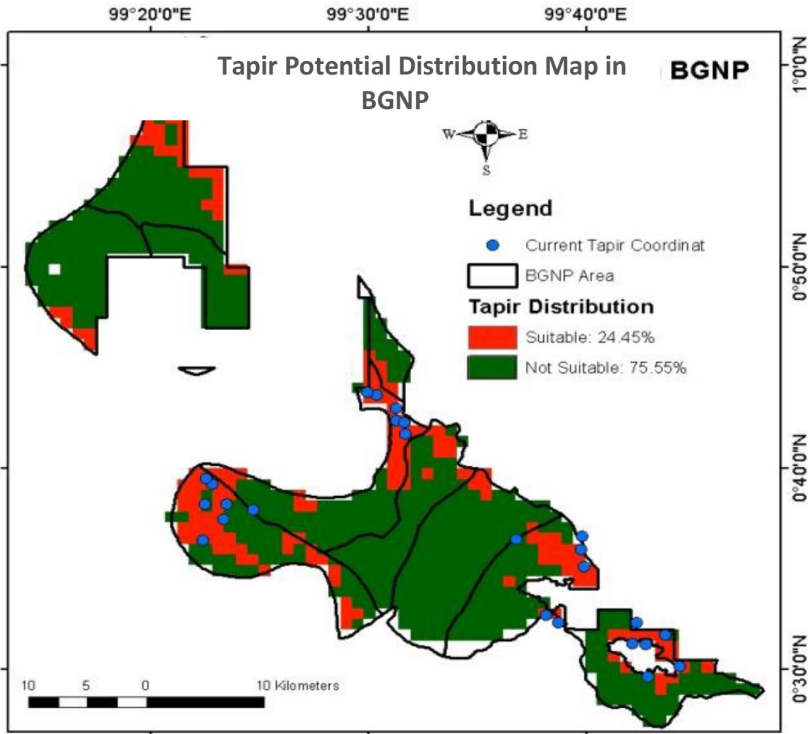 99°20'0"E 99°30'0"E 99°40'0"E
Tapir Potential Distribution Map in
BGNP
BGNP
W E
S
Legend
Current Tapir Coordinat
BGNP Area
Tapir Distribution
Suitable: 24.45%
Not Suitable: 75.55%
1°0'0"N
0°50'0"N
0°40'0"N
0°30'0"N
10 5 0 10 Kilometers